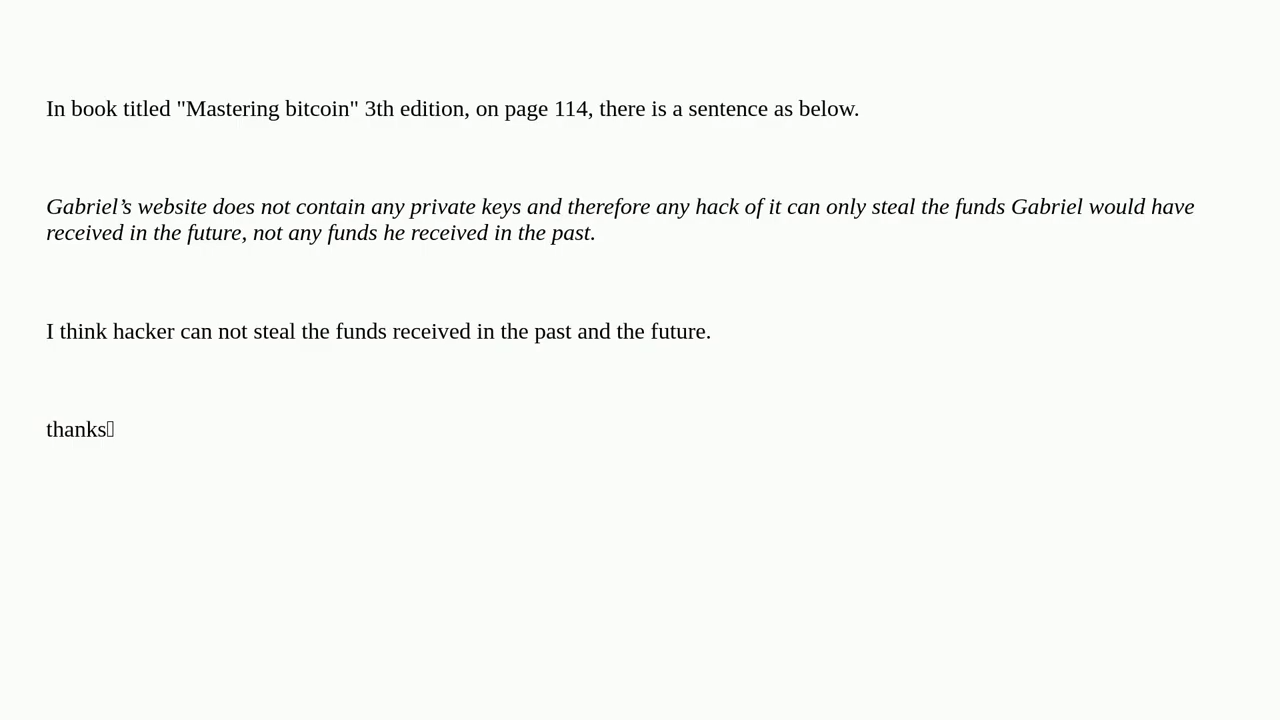 In book titled "Mastering bitcoin" 3th edition, on page 114, there is a sentence as below.
Gabriel’s website does not contain any private keys and therefore any hack of it can only steal the funds Gabriel would have
received in the future, not any funds he received in the past.
I think hacker can not steal the funds received in the past and the future.
thanks